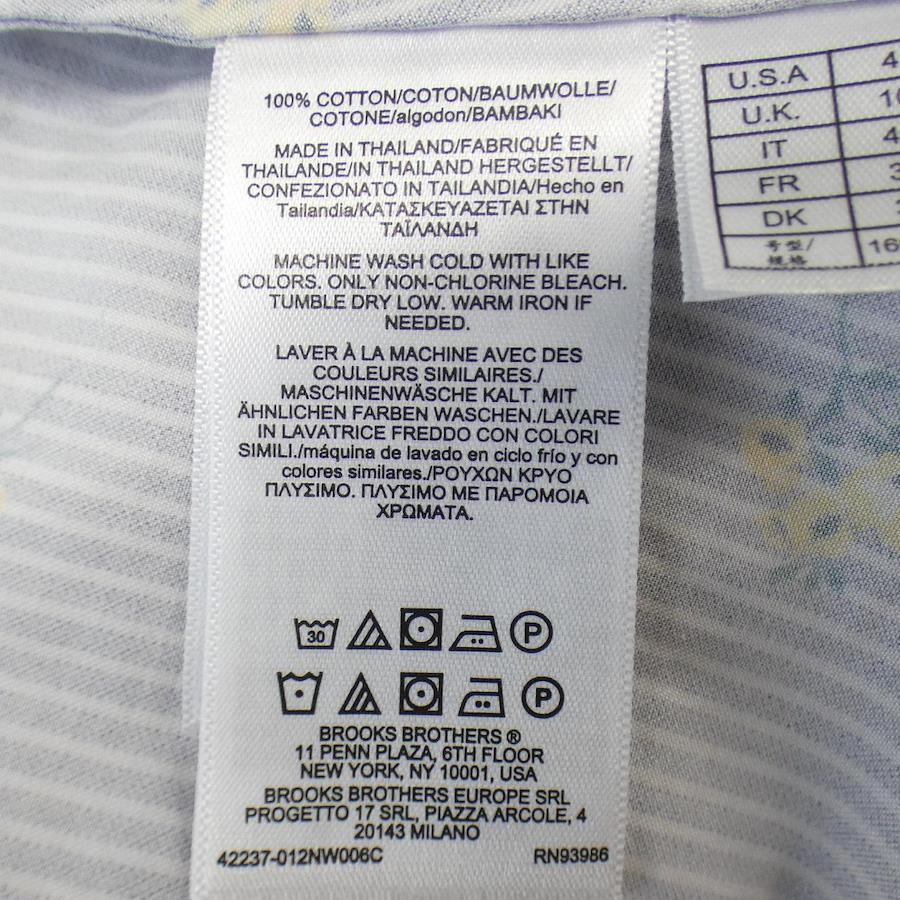 100% COTTON/COTON/BAUMWOLLE/
COTONE/algodon/BAMBAKI
MADE IN THAILAND/FABRIQUÉ EN
THAILANDE/IN THAILAND HERGESTELLT/
CONFEZIONATO IN TAILANDIA/Hecho en
Tailandia/ΚΑΤΑΣΚΕΥΑΖΕΤΑΙ ΣΤΗΝ
ΤΑΪΛΑΝΔΗ
MACHINE WASH COLD WITH LIKE
COLORS. ONLY NON-CHLORINE BLEACH.
TUMBLE DRY LOW. WARM IRON IF
NEEDED.
LAVER À LA MACHINE AVEC DES
COULEURS SIMILAIRES./
MASCHINENWÄSCHE KALT. MIT
ÄHNLICHEN FARBEN WASCHEN./LAVARE
IN LAVATRICE FREDDO CON COLORI
SIMILI./máquina de lavado en ciclo frío y con
colores similares./ΡΟΥΧΩΝ ΚΡΥΟ
ΠΛΥΣΙΜΟ. ΠΛΥΣΙΜΟ ΜΕ ΠΑΡΟΜΟΙΑ
ΧΡΩΜΑΤΑ.
30 P
P
BROOKS BROTHERS ®
11 PENN PLAZA, 6TH FLOOR
NEW YORK, NY 10001, USA
BROOKS BROTHERS EUROPE SRL
PROGETTO 17 SRL, PIAZZA ARCOLE, 4
20143 MILANO
42237-012NW006C RN93986
U.S.A 4
U.K.
IT
FR
DK
号型/
规格